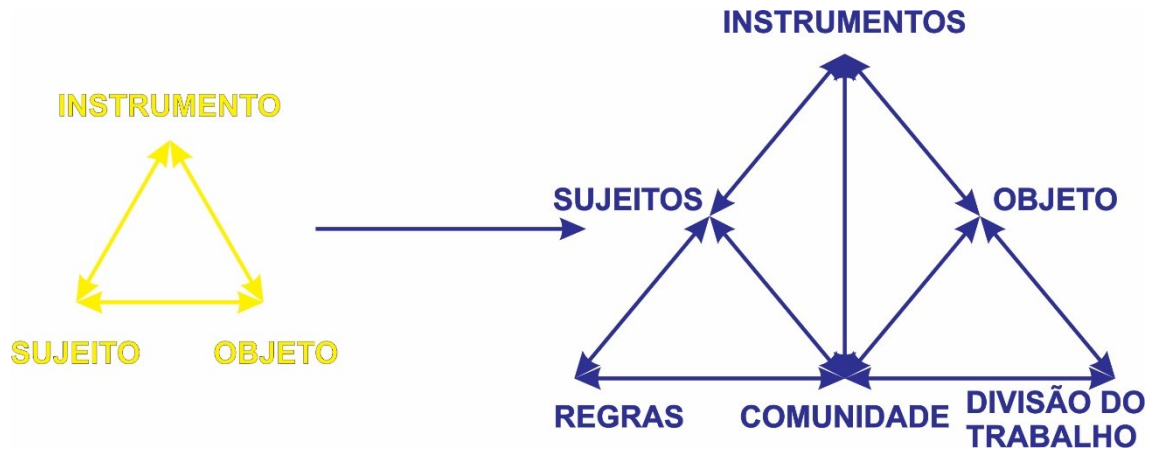 INSTRUMENTO
SUJEITO
OBJETO
INSTRUMENTOS
SUJEITOS
OBJETO
REGRAS
COMUNIDADE
DIVISÃO DO
TRABALHO